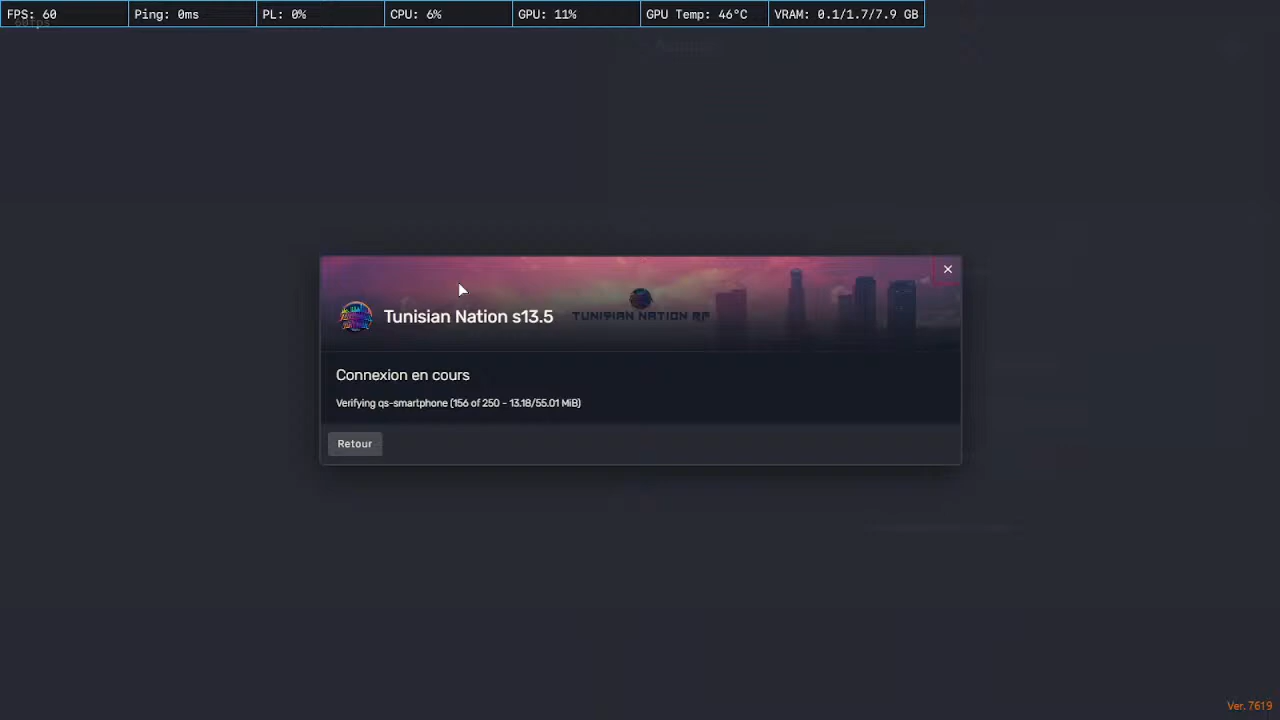 FPS: 60 Ping: 0ms PL: 0% CPU: 6% GPU: 11% GPU Temp: 46°C VRAM: 0.1/1.7/7.9 GB
60fps
Tunisian Nation s13.5
TUNISIAN NATION RP
Connexion en cours
Verifying qs-smartphone (156 of 250 - 13.18/55.01 MiB)
Retour
Ver. 7619